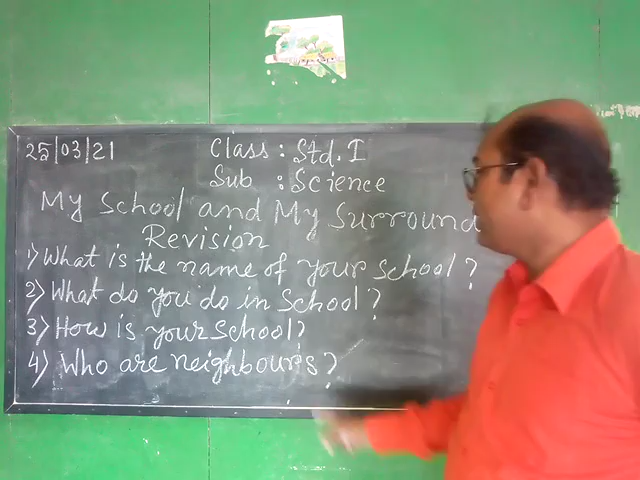 25/03/21 Class : Std. I
Sub : Science
My School and My Surround
Revision
1) What is the name of your school ?
2) What do you do in school ?
3) How is your school ?
4) Who are neighbours ?